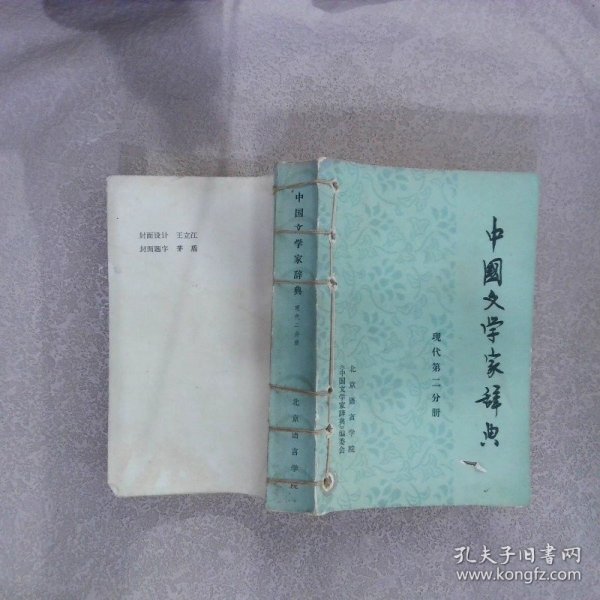 封面设计 王立江
封面题字 茅盾
中国文学家辞典
现代二分册
北京语言学院
中國文学家辞典
现代第二分册
北京语言学院
《中国文学家辞典》编委会
孔夫子旧书网
www.kongfz.com